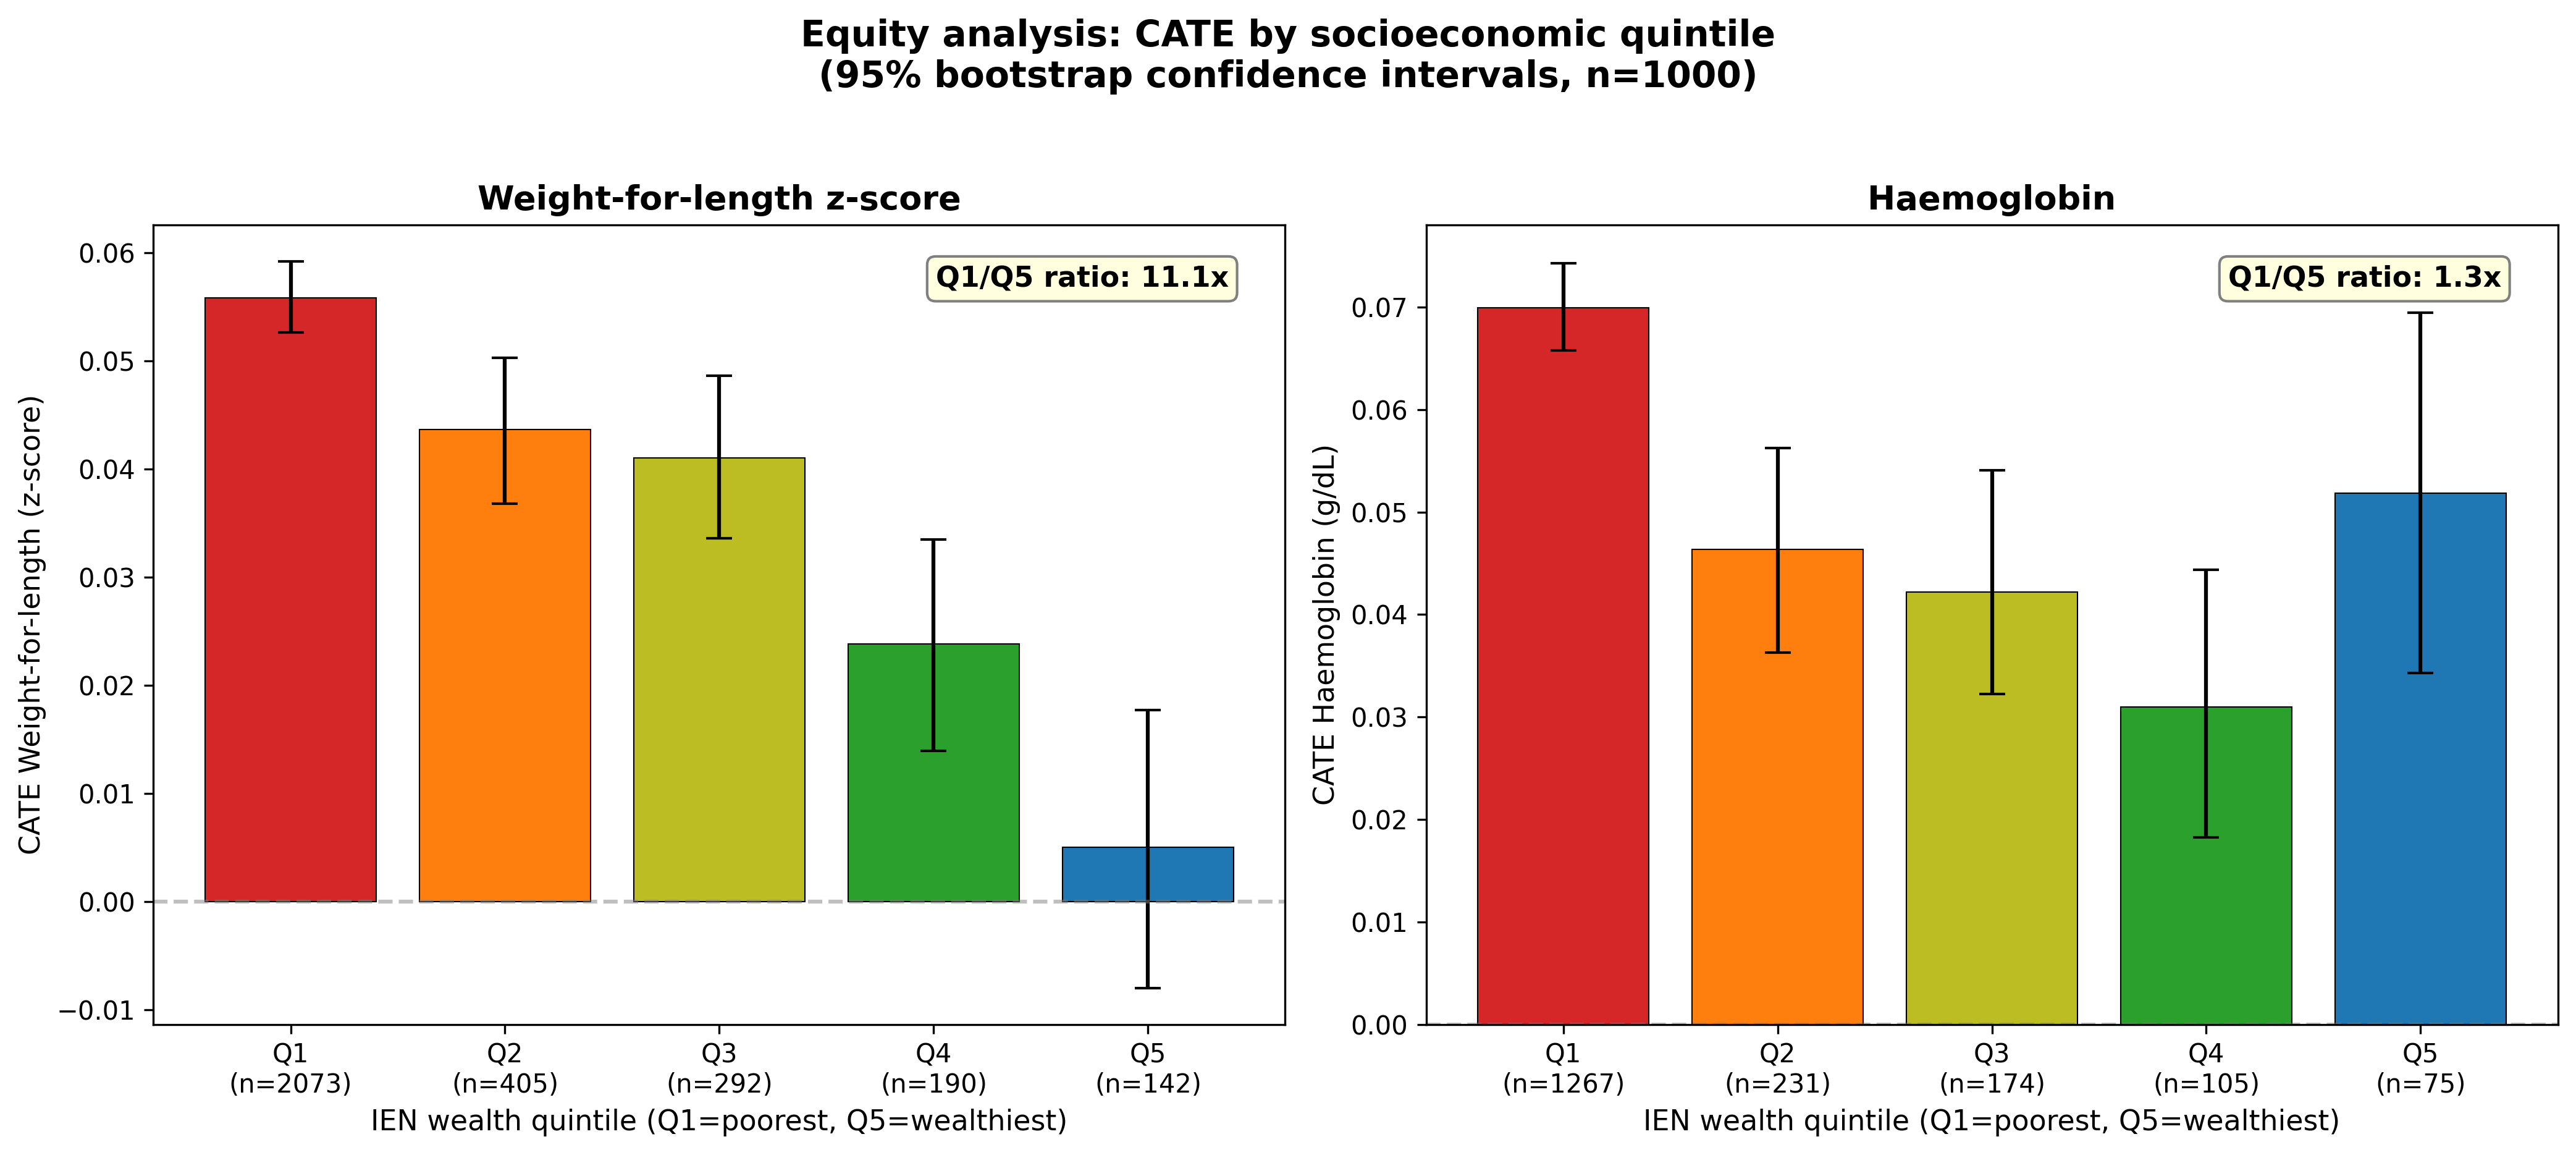 Equity analysis: CATE by socioeconomic quintile
(95% bootstrap confidence intervals, n=1000)
Weight-for-length z-score
CATE Weight-for-length (z-score)
0.06
0.05
0.04
0.03
0.02
0.01
0.00
−0.01
Q1/Q5 ratio: 11.1x
Q1 Q2 Q3 Q4 Q5
(n=2073) (n=405) (n=292) (n=190) (n=142)
IEN wealth quintile (Q1=poorest, Q5=wealthiest)
Haemoglobin
CATE Haemoglobin (g/dL)
0.07
0.06
0.05
0.04
0.03
0.02
0.01
0.00
Q1/Q5 ratio: 1.3x
Q1 Q2 Q3 Q4 Q5
(n=1267) (n=231) (n=174) (n=105) (n=75)
IEN wealth quintile (Q1=poorest, Q5=wealthiest)